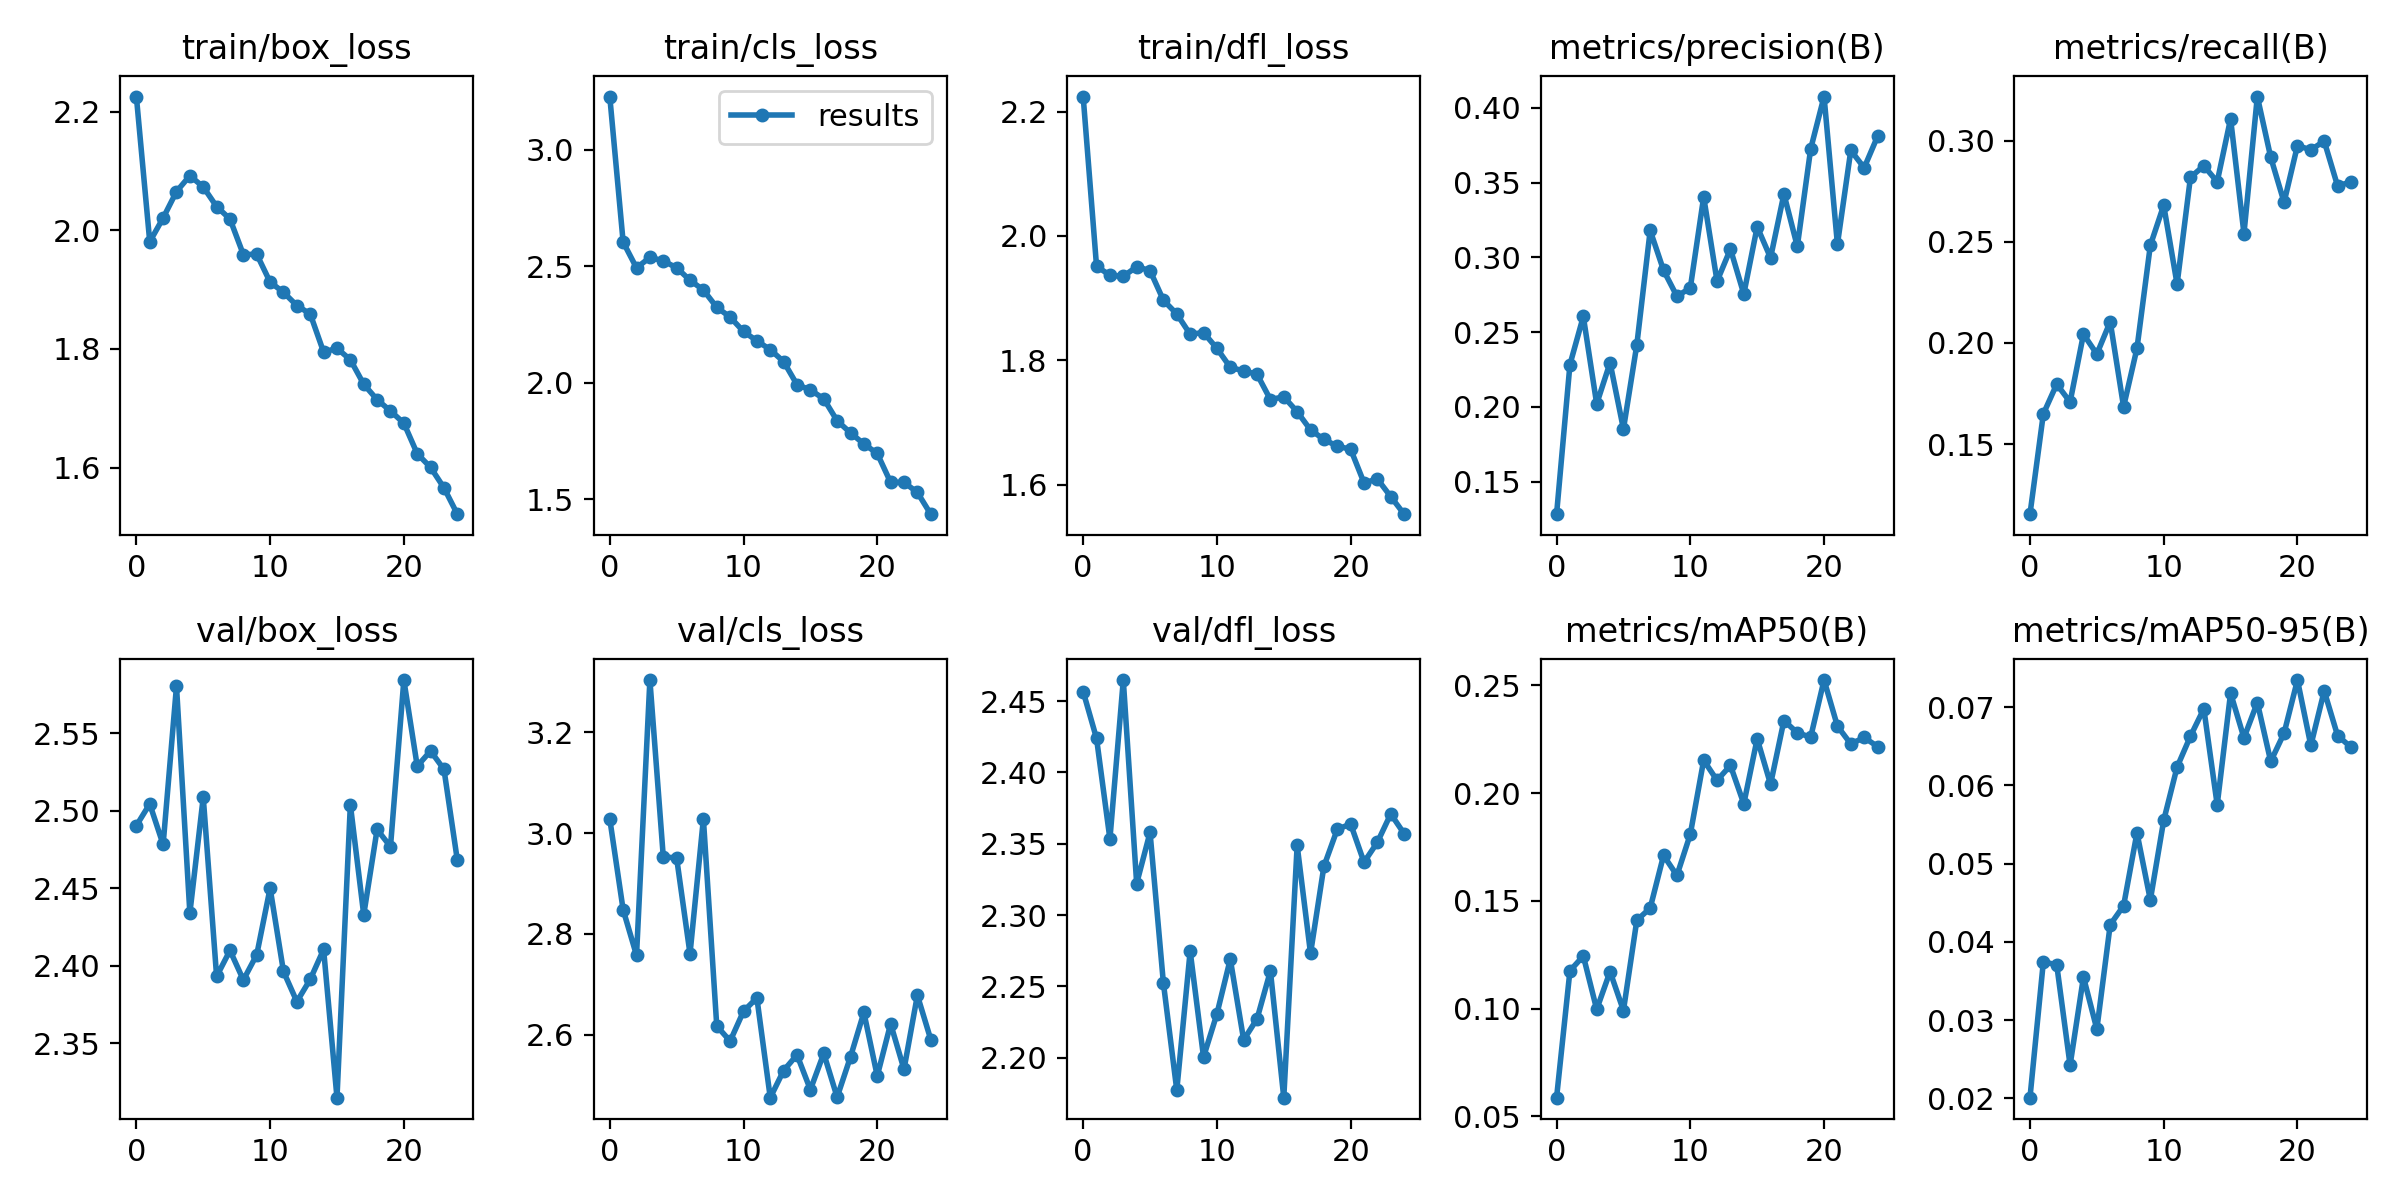 train/box_loss
2.2
2.0
1.8
1.6
0 10 20
train/cls_loss
results
3.0
2.5
2.0
1.5
0 10 20
train/dfl_loss
2.2
2.0
1.8
1.6
0 10 20
metrics/precision(B)
0.40
0.35
0.30
0.25
0.20
0.15
0 10 20
metrics/recall(B)
0.30
0.25
0.20
0.15
0 10 20
val/box_loss
2.55
2.50
2.45
2.40
2.35
0 10 20
val/cls_loss
3.2
3.0
2.8
2.6
0 10 20
val/dfl_loss
2.45
2.40
2.35
2.30
2.25
2.20
0 10 20
metrics/mAP50(B)
0.25
0.20
0.15
0.10
0.05
0 10 20
metrics/mAP50-95(B)
0.07
0.06
0.05
0.04
0.03
0.02
0 10 20